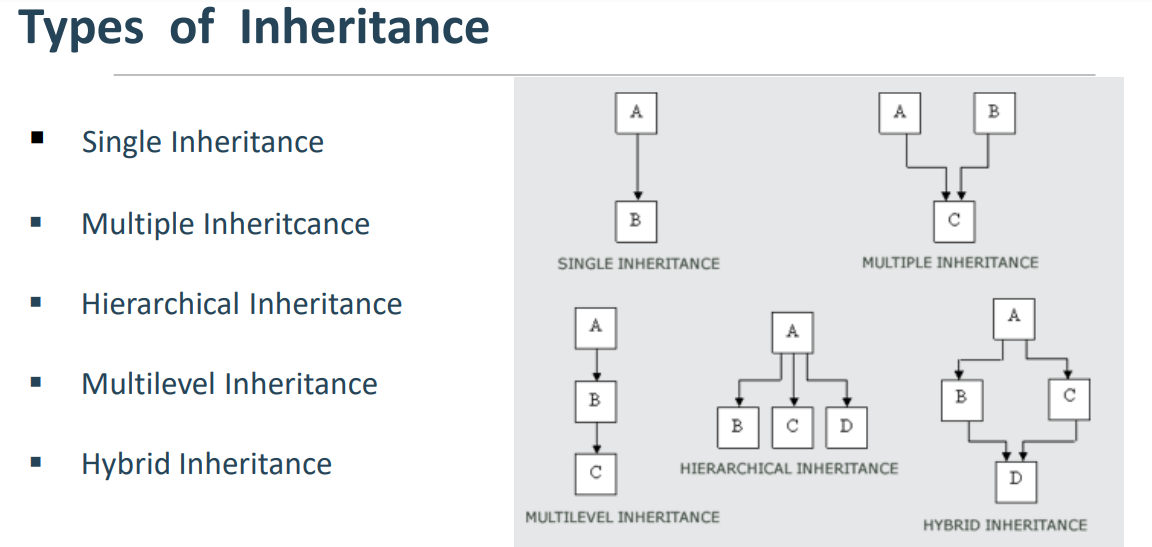 Types of Inheritance
Single Inheritance
Multiple Inheritcance
Hierarchical Inheritance
Multilevel Inheritance
Hybrid Inheritance
A
B
SINGLE INHERITANCE
A B
C
MULTIPLE INHERITANCE
A
B
C
MULTILEVEL INHERITANCE
A
B C D
HIERARCHICAL INHERITANCE
A
B C
D
HYBRID INHERITANCE